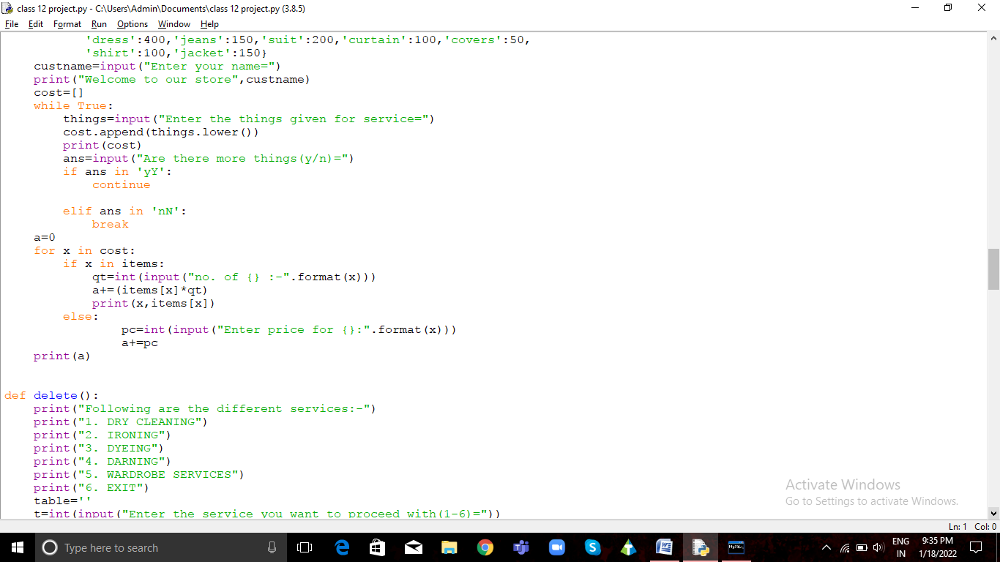 class 12 project.py - C:\Users\Admin\Documents\class 12 project.py (3.8.5)
File Edit Format Run Options Window Help
'dress':400,'jeans':150,'suit':200,'curtain':100,'covers':50,
'shirt':100,'jacket':150}
custname=input("Enter your name=")
print("Welcome to our store",custname)
cost=[]
while True:
things=input("Enter the things given for service=")
cost.append(things.lower())
print(cost)
ans=input("Are there more things(y/n)=")
if ans in 'yY':
continue
elif ans in 'nN':
break
a=0
for x in cost:
if x in items:
qt=int(input("no. of {} :-".format(x)))
a+=(items[x]*qt)
print(x,items[x])
else:
pc=int(input("Enter price for {}:".format(x)))
a+=pc
print(a)
def delete():
print("Following are the different services:-")
print("1. DRY CLEANING")
print("2. IRONING")
print("3. DYEING")
print("4. DARNING")
print("5. WARDROBE SERVICES")
print("6. EXIT")
table=''
t=int(input("Enter the service you want to proceed with(1-6)="))
Activate Windows
Go to Settings to activate Windows.
Ln: 1 Col: 0
Type here to search
MySQL
ENG
IN
9:35 PM
1/18/2022